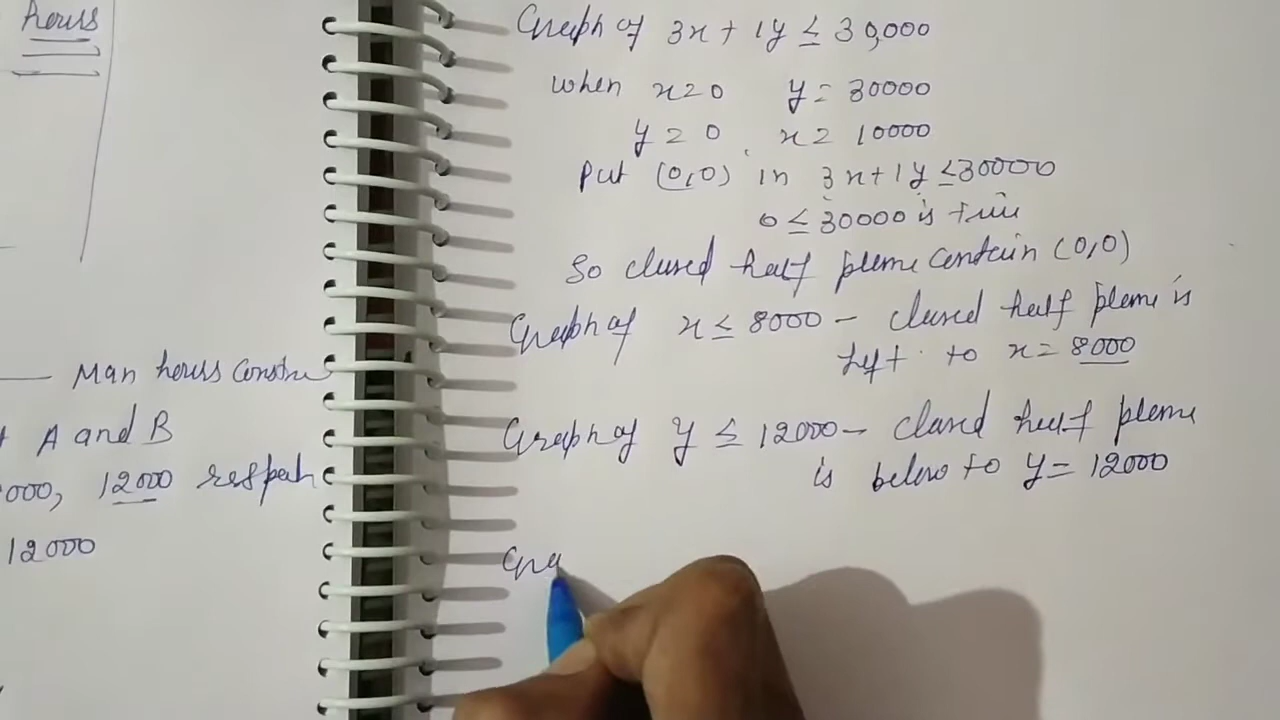 hours
Man hours constr
A and B
000, 12000 respect
12000
Graph of 3x + 1y ≤ 30,000
when x = 0 y = 30000
y = 0, x = 10000
Put (0,0) in 3x + 1y ≤ 30000
0 ≤ 30000 is true
So closed half plane contain (0,0)
Graph of x ≤ 8000 - closed half plane is
left to x = 8000
Graph of y ≤ 12000 - closed half plane
is below to y = 12000
Gra